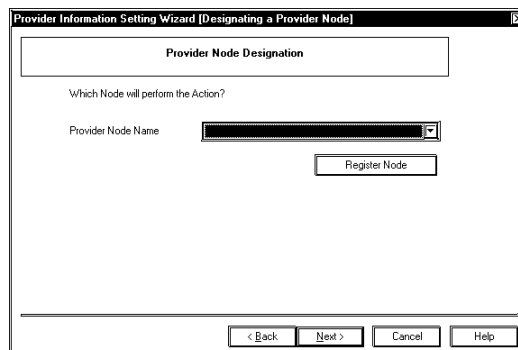 Provider Information Setting Wizard [Designating a Provider Node]
Provider Node Designation
Which Node will perform the Action?
Provider Node Name
Register Node
< Back Next > Cancel Help